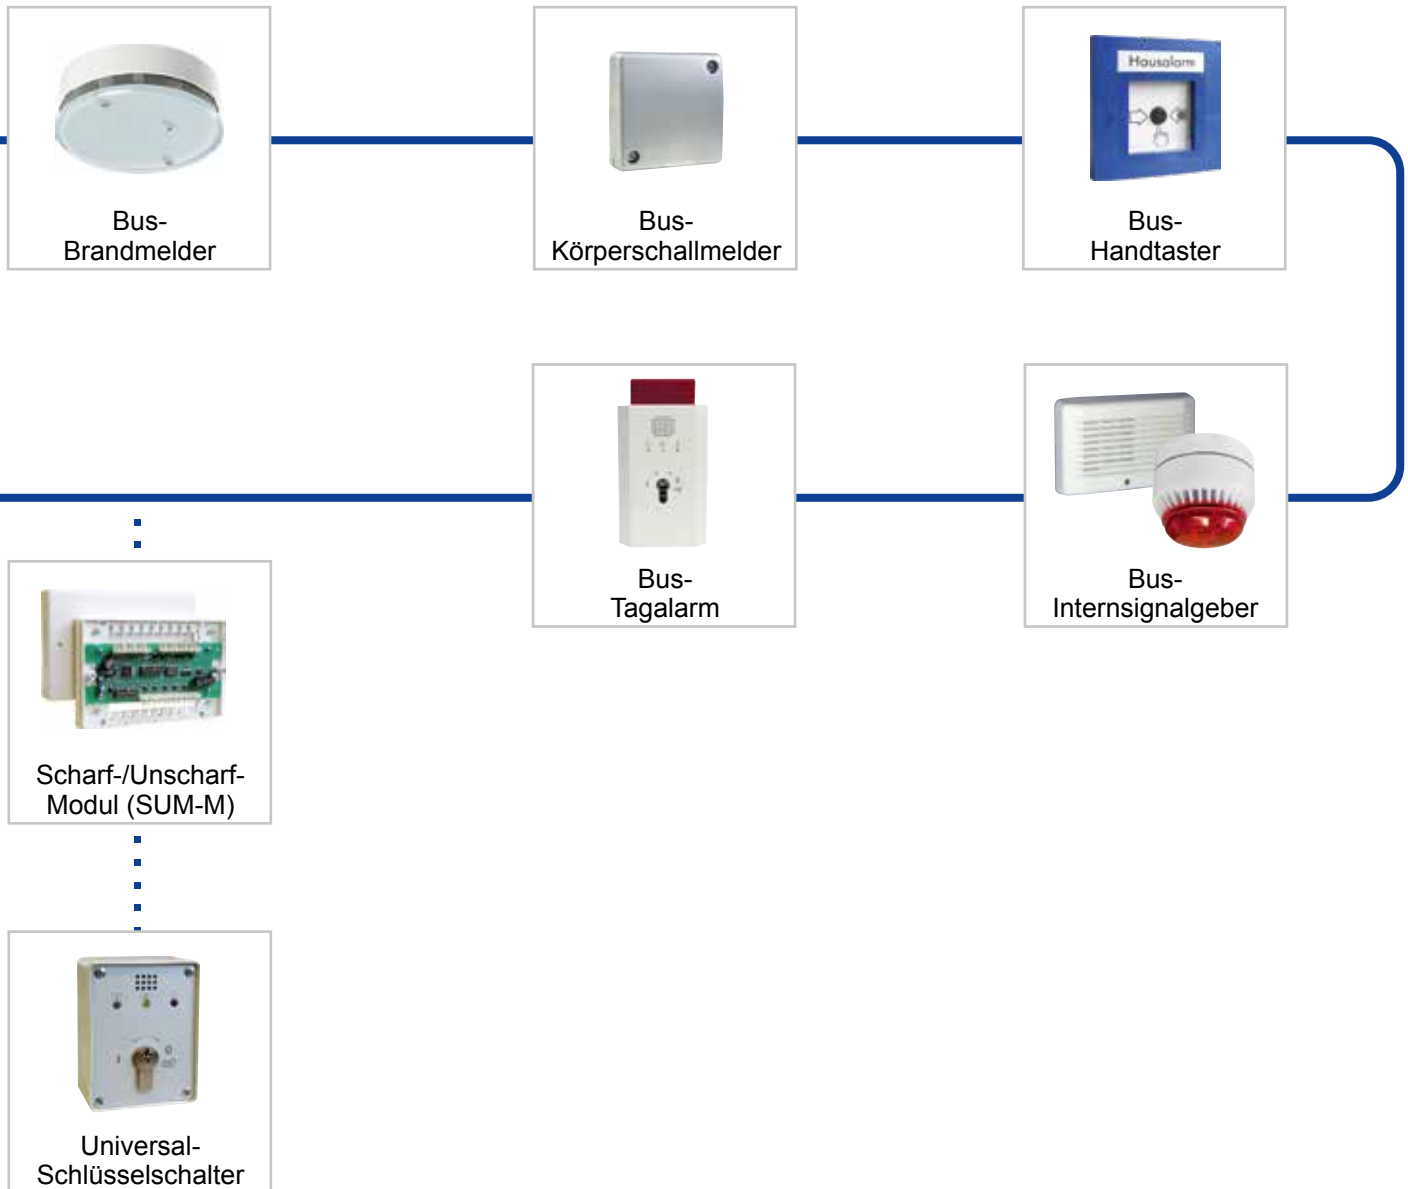 Bus-
Brandmelder
Bus-
Körperschallmelder
Hausalarm
Bus-
Handtaster
Bus-
Tagalarm
Bus-
Internsignalgeber
Scharf-/Unscharf-
Modul (SUM-M)
Universal-
Schlüsselschalter